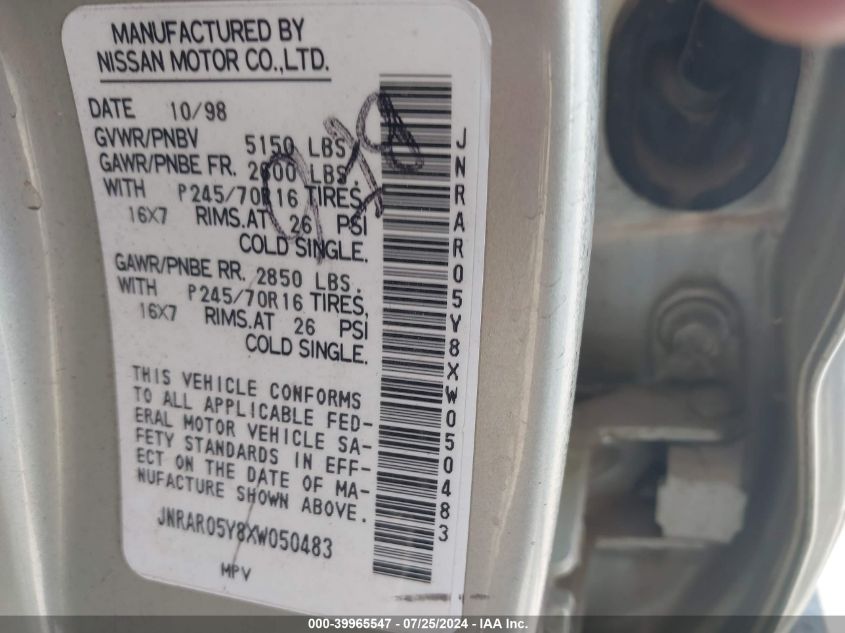 MANUFACTURED BY
NISSAN MOTOR CO.,LTD.
DATE 10/98
GVWR/PNBV 5150 LBS
GAWR/PNBE FR. 2600 LBS
WITH P245/70R16 TIRES,
16X7 RIMS.AT 26 PSI
COLD SINGLE.
GAWR/PNBE RR. 2850 LBS.
WITH P245/70R16 TIRES,
16X7 RIMS.AT 26 PSI
COLD SINGLE.
THIS VEHICLE CONFORMS
TO ALL APPLICABLE FED-
ERAL MOTOR VEHICLE SA-
FETY STANDARDS IN EFF-
ECT ON THE DATE OF MA-
NUFACTURE SHOWN ABOVE.
JNRAR05Y8XW050483
MPV
JNRAR05Y8XW050483
000-39965547 - 07/25/2024 - IAA Inc.